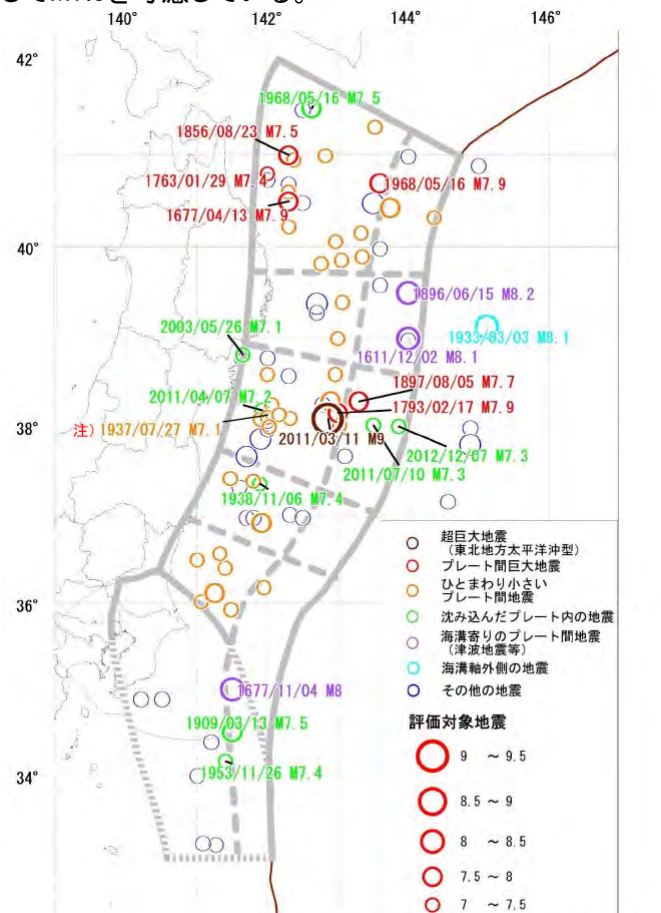 を考慮している。
140°
142°
144°
146°
42°
1968/05/16 M7.5
1856/08/23 M7.5
1763/01/29 M7.4
1968/05/16 M7.9
1677/04/13 M7.9
40°
1896/06/15 M8.2
2003/05/26 M7.1
1933/03/03 M8.1
1611/12/02 M8.1
2011/04/07 M7.2
1897/08/05 M7.7
1793/02/17 M7.9
38°
注) 1937/07/27 M7.1
2011/03/11 M9
2012/12/07 M7.3
2011/07/10 M7.3
1938/11/06 M7.4
36°
1677/11/04 M8
1909/03/13 M7.5
1953/11/26 M7.4
34°
超巨大地震
(東北地方太平洋沖型)
プレート間巨大地震
ひとまわり小さい
プレート間地震
沈み込んだプレート内の地震
海溝寄りのプレート間地震
(津波地震等)
海溝軸外側の地震
その他の地震
評価対象地震
9 ～ 9.5
8.5 ～ 9
8 ～ 8.5
7.5 ～ 8
7 ～ 7.5